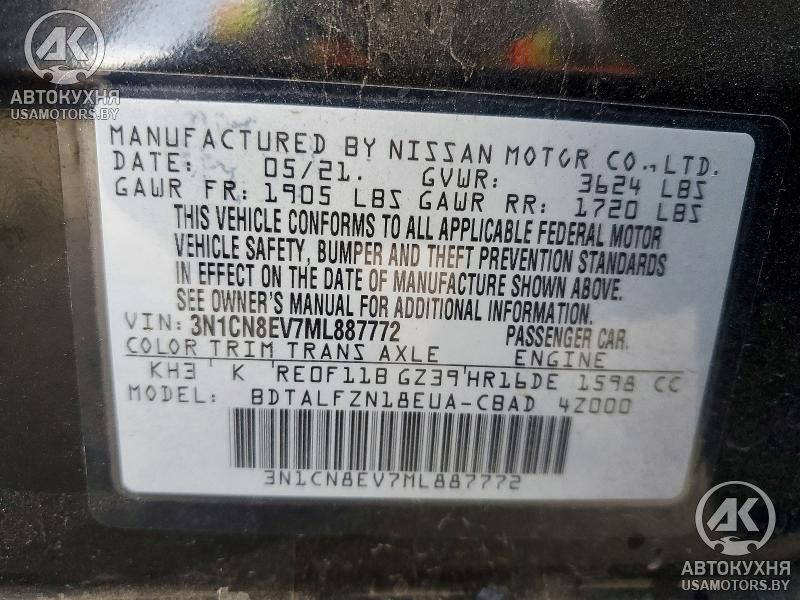 АВТОКУХНЯ
USAMOTORS.BY
MANUFACTURED BY NISSAN MOTOR CO., LTD.
DATE: 05/21. GVWR: 3624 LBS
GAWR FR: 1905 LBS GAWR RR: 1720 LBS
THIS VEHICLE CONFORMS TO ALL APPLICABLE FEDERAL MOTOR
VEHICLE SAFETY, BUMPER AND THEFT PREVENTION STANDARDS
IN EFFECT ON THE DATE OF MANUFACTURE SHOWN ABOVE.
SEE OWNER'S MANUAL FOR ADDITIONAL INFORMATION.
VIN: 3N1CN8EV7ML887772 PASSENGER CAR.
COLOR TRIM TRANS AXLE ENGINE
KH3 K RE0F11B GZ39 HR16DE 1598 CC
MODEL: BDTALFZN18EUA-CBAD 4Z000
3N1CN8EV7ML887772
АВТОКУХНЯ
USAMOTORS.BY